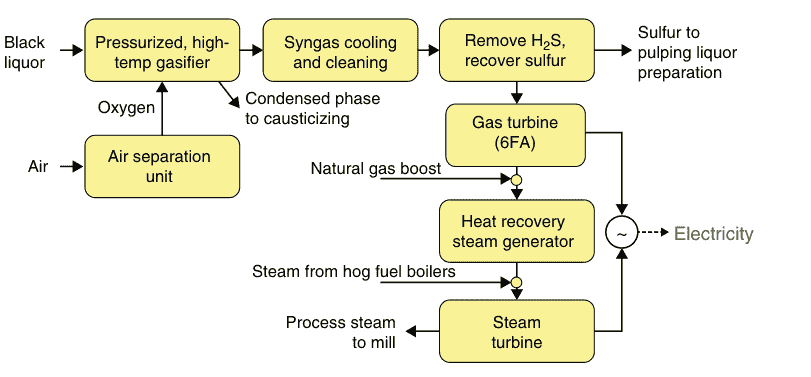 Black
liquor
Pressurized, high-
temp gasifier
Syngas cooling
and cleaning
Remove H₂S,
recover sulfur
Sulfur to
pulping liquor
preparation
Oxygen
Condensed phase
to causticizing
Air
Air separation
unit
Gas turbine
(6FA)
Natural gas boost
Heat recovery
steam generator
~
Electricity
Steam from hog fuel boilers
Process steam
to mill
Steam
turbine